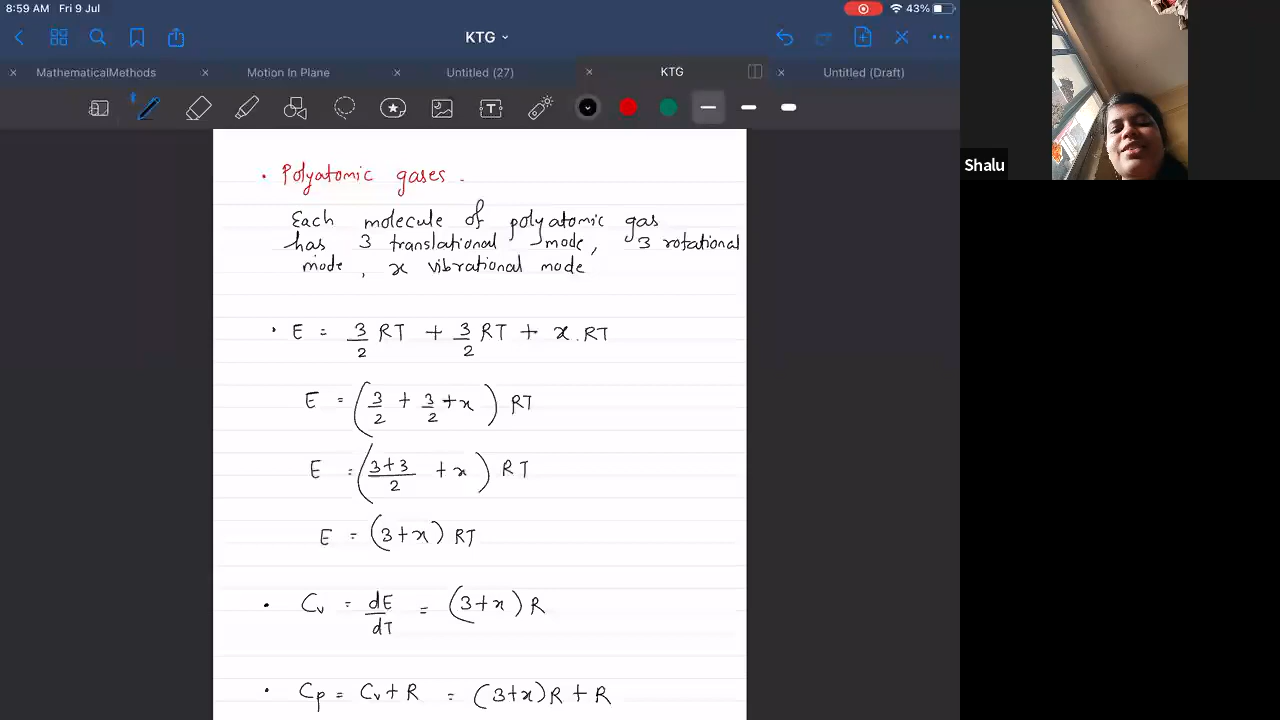 8:59 AM Fri 9 Jul
43%
KTG
MathematicalMethods
Motion In Plane
Untitled (27)
KTG
Untitled (Draft)
Shalu
• Polyatomic gases -
Each molecule of polyatomic gas
has 3 translational mode, 3 rotational
mode, x vibrational mode
• E = 3/2 RT + 3/2 RT + x.RT
E = (3/2 + 3/2 + x) RT
E = (3+3/2 + x) RT
E = (3+x) RT
• Cv = dE/dT = (3+x) R
• Cp = Cv+R = (3+x)R + R